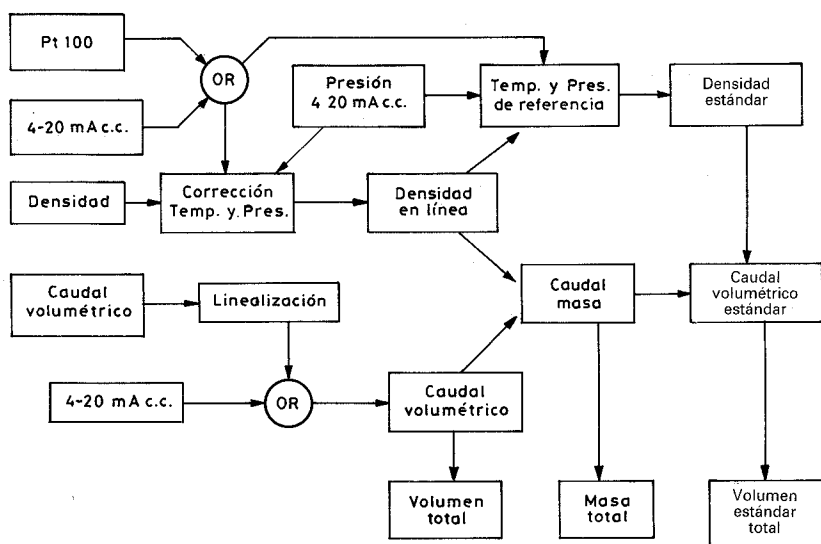 Pt 100
OR
4-20 mA c.c.
Presión
4 20 mA c.c.
Temp. y Pres.
de referencia
Densidad
estándar
Densidad
Corrección
Temp. y Pres.
Densidad
en línea
Caudal
volumétrico
Linealización
Caudal
masa
Caudal
volumétrico
estándar
4-20 mA c.c.
OR
Caudal
volumétrico
Volumen
total
Masa
total
Volumen
estándar
total